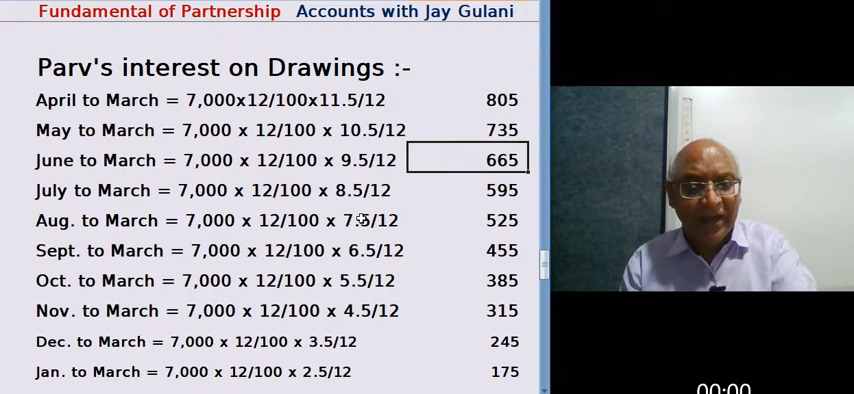 Fundamental of Partnership Accounts with Jay Gulani
Parv's interest on Drawings :-
April to March = 7,000x12/100x11.5/12 805
May to March = 7,000 x 12/100 x 10.5/12 735
June to March = 7,000 x 12/100 x 9.5/12 665
July to March = 7,000 x 12/100 x 8.5/12 595
Aug. to March = 7,000 x 12/100 x 7.5/12 525
Sept. to March = 7,000 x 12/100 x 6.5/12 455
Oct. to March = 7,000 x 12/100 x 5.5/12 385
Nov. to March = 7,000 x 12/100 x 4.5/12 315
Dec. to March = 7,000 x 12/100 x 3.5/12 245
Jan. to March = 7,000 x 12/100 x 2.5/12 175
00:00